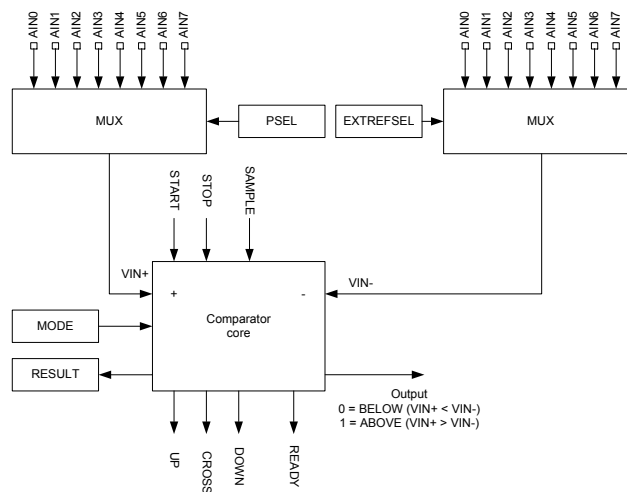 AIN0 AIN1 AIN2 AIN3 AIN4 AIN5 AIN6 AIN7
AIN0 AIN1 AIN2 AIN3 AIN4 AIN5 AIN6 AIN7
MUX
PSEL
EXTREFSEL
MUX
START
STOP
SAMPLE
VIN+
VIN-
+
-
MODE
Comparator
core
RESULT
Output
0 = BELOW (VIN+ < VIN-)
1 = ABOVE (VIN+ > VIN-)
UP
CROSS
DOWN
READY